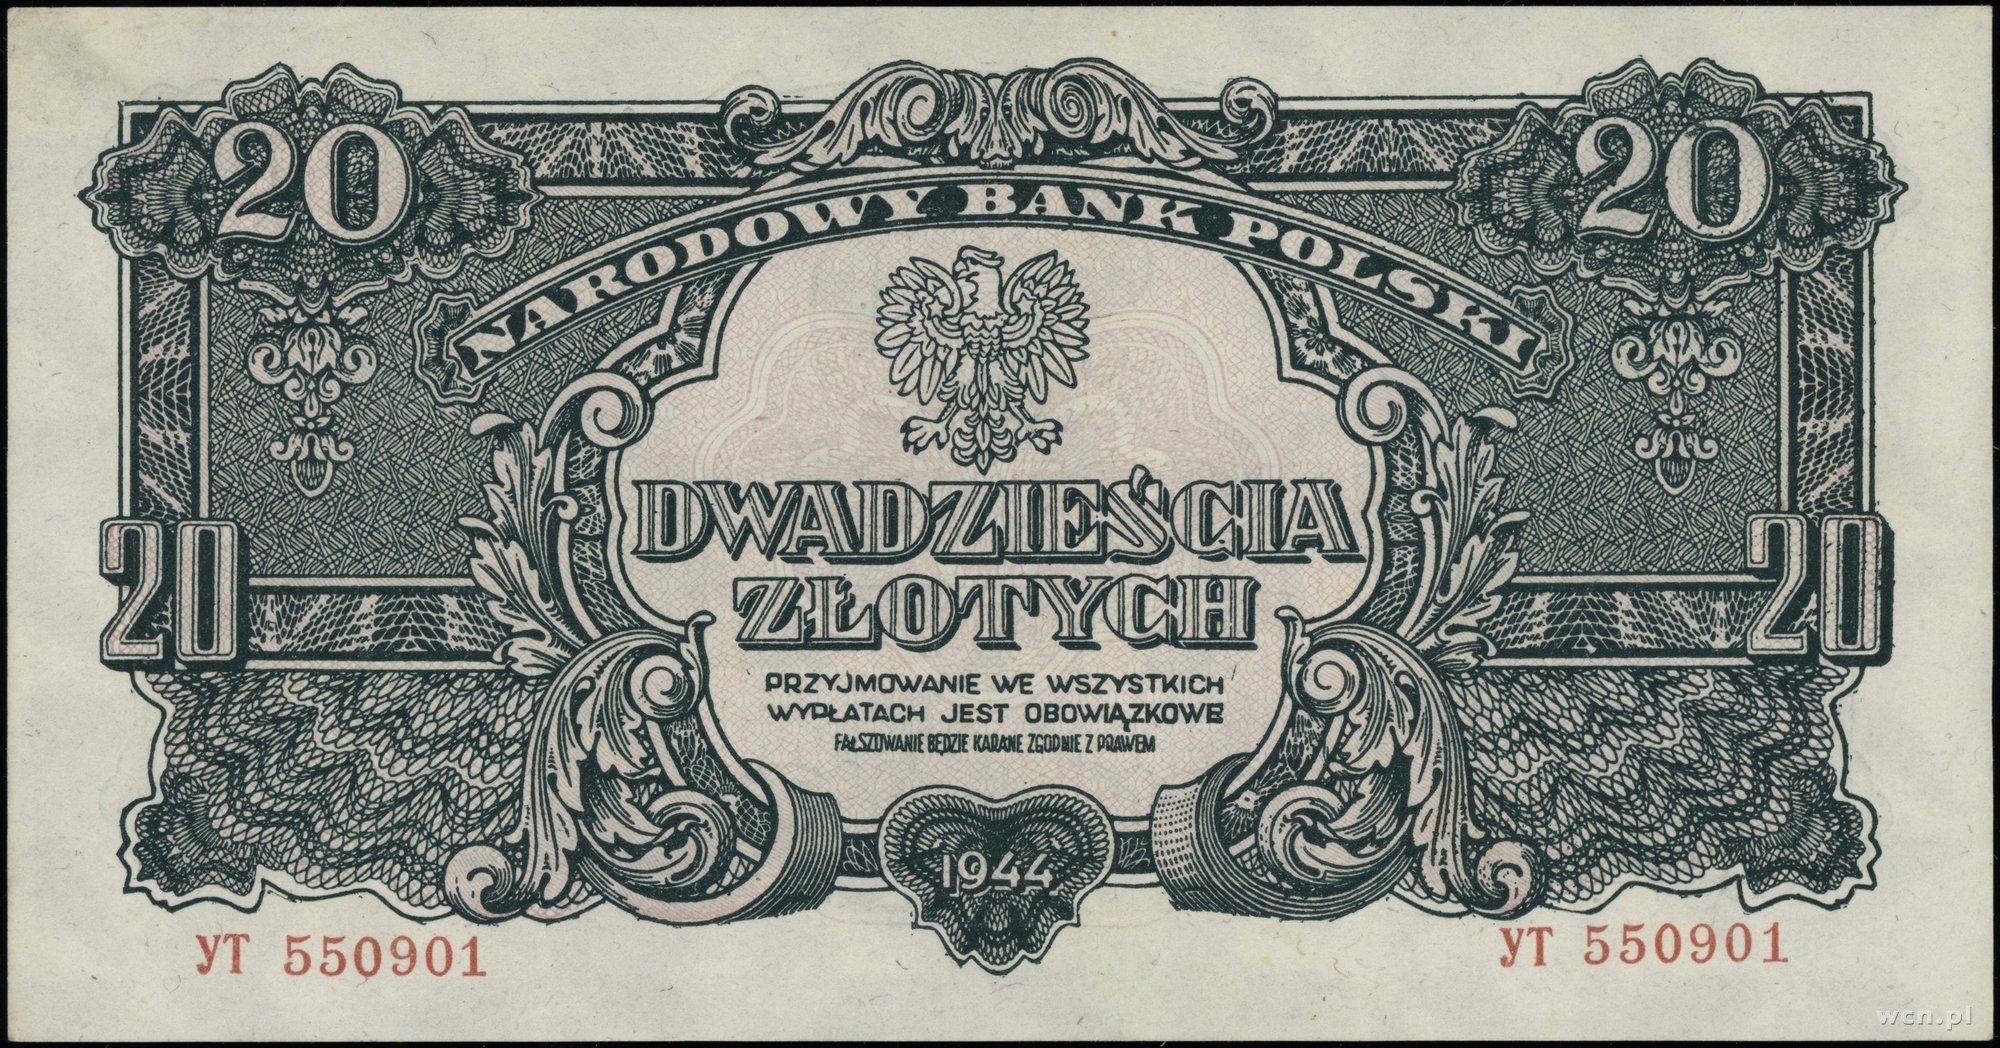 20 20
NARODOWY BANK POLSKI
DWADZIEŚCIA
ZŁOTYCH
20 20
PRZYJMOWANIE WE WSZYSTKICH
WYPŁATACH JEST OBOWIĄZKOWE
FAŁSZOWANIE BĘDZIE KARANE ZGODNIE Z PRAWEM
1944
УТ 550901 УТ 550901
wcn.pl